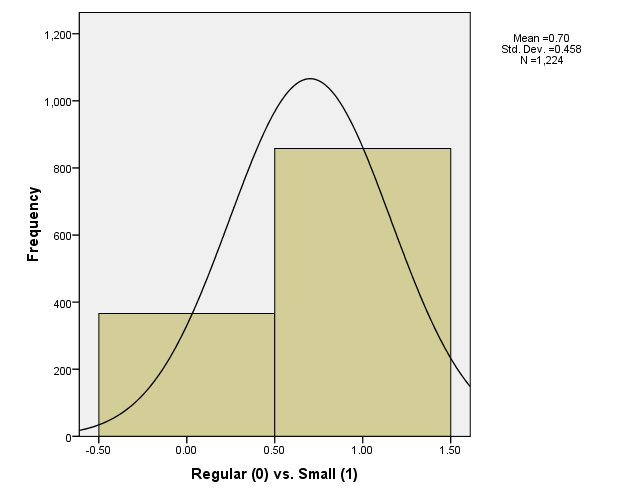 1,200
1,000
800
600
400
200
0
Frequency
-0.50
0.00
0.50
1.00
1.50
Regular (0) vs. Small (1)
Mean =0.70
Std. Dev. =0.458
N =1,224